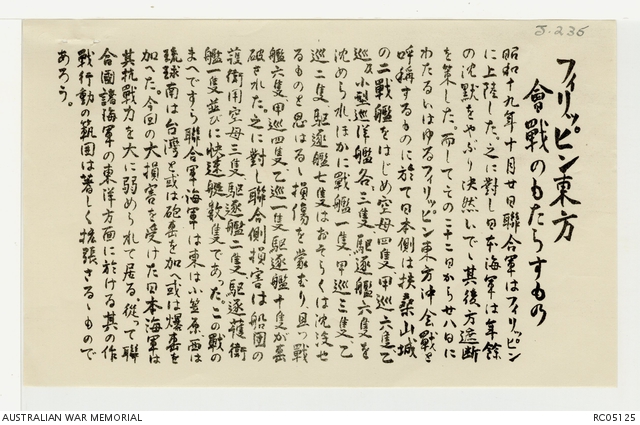 J-235
フィリッピン東方
會戰のもたらすもの
昭和十九年十月廿日聯合軍はフィリッピン
に上陸した、之に對し日本海軍は年餘
の沈默をやぶり決然いでし其後方遮斷
を策した。而してその二十二日から廿八日に
わたるいはゆるフィリッピン東方沖會戰と
呼稱するものに於て日本側は扶桑山城
の二戰艦をはじめ空母四隻甲巡六隻乙
巡及小型巡洋艦各三隻驅逐艦六隻を
沈められ、ほかに戰艦一隻甲巡三隻乙
巡二隻驅逐艦七隻はおそらくは沈没せ
るものと思はるゝ損傷を蒙むり、且つ戰
艦六隻甲巡四隻乙巡一隻驅逐艦十隻が大
破された。之に對し聯合側損害は船團の
護衛用空母三隻驅逐艦二隻驅逐護衛
艦一隻並びに快速艇數隻であった。この戰の
まへですら聯合軍海軍は東は小笠原西は
琉球南は台灣と或は砲擊を加へ或は爆擊を
加へた。今回の大損害を受けた日本海軍は
其抗戰力を大に弱められて居る、從って聯
合國諸海軍の東洋方面に於ける其の作
戰行動の範囲は著しく擴張さるゝもので
あろう。
AUSTRALIAN WAR MEMORIAL
RC05125